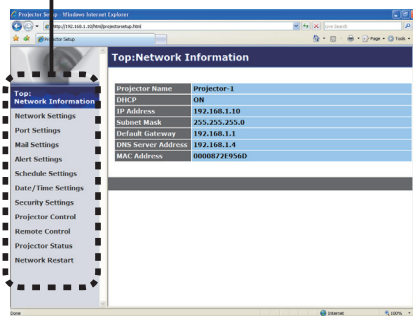 Projector Setup - Windows Internet Explorer
http://192.168.1.10/html/projectorsetup.html
Live Search
Projector Setup
Page
Tools
Top:Network Information
Top:
Network Information
Network Settings
Port Settings
Mail Settings
Alert Settings
Schedule Settings
Date/Time Settings
Security Settings
Projector Control
Remote Control
Projector Status
Network Restart
Projector Name Projector-1
DHCP ON
IP Address 192.168.1.10
Subnet Mask 255.255.255.0
Default Gateway 192.168.1.1
DNS Server Address 192.168.1.4
MAC Address 0000872E956D
Done
Internet
100%